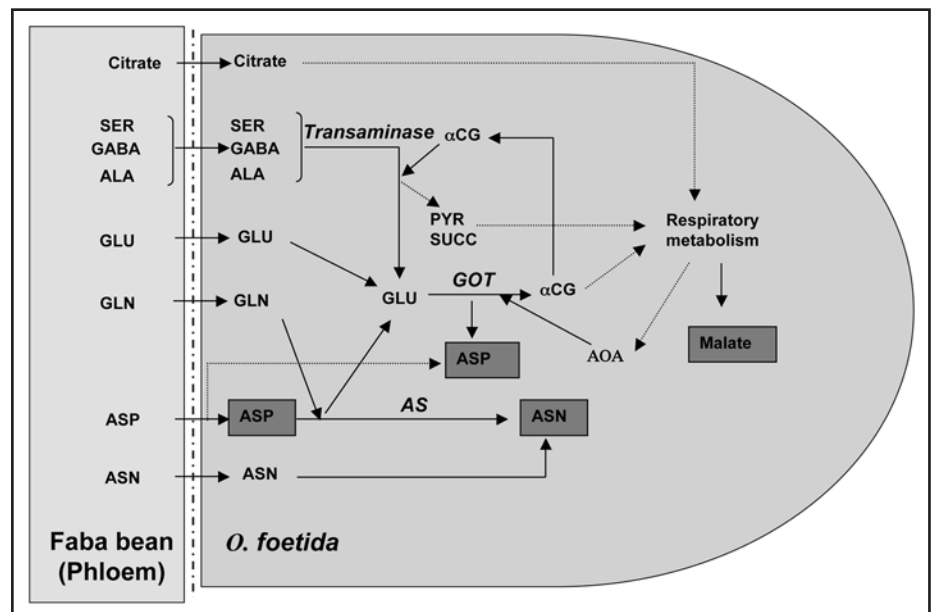 Citrate
Citrate
SER
GABA
ALA
SER
GABA
ALA
Transaminase
αCG
PYR
SUCC
Respiratory
metabolism
GLU
GLU
GOT
GLU
αCG
GLN
GLN
ASP
AOA
Malate
ASP
ASP
AS
ASN
ASN
ASN
Faba bean
(Phloem)
O. foetida